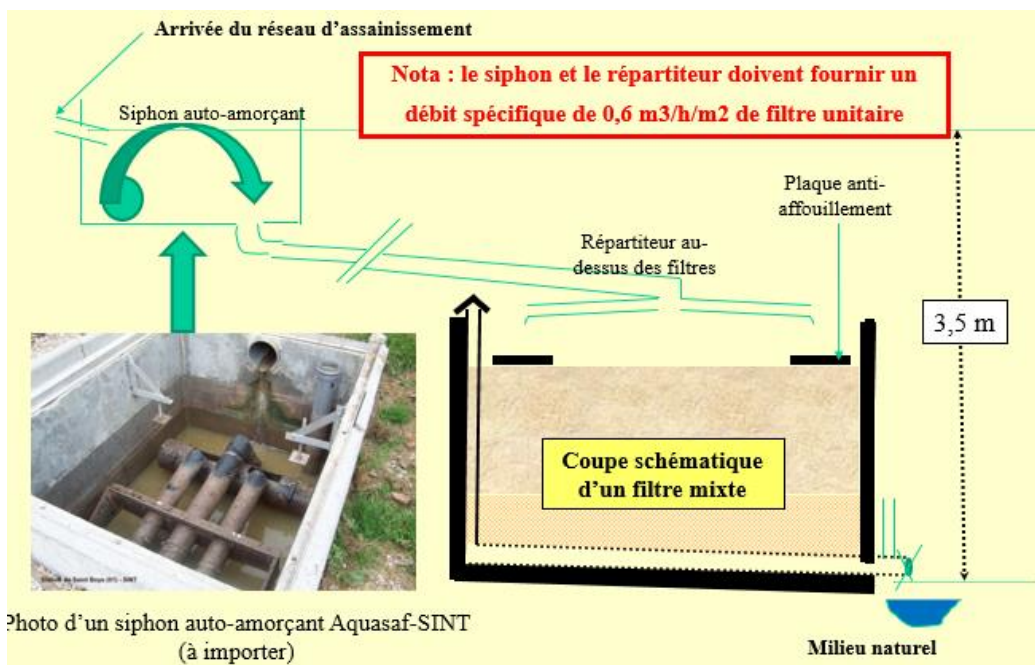 Arrivée du réseau d’assainissement
Nota : le siphon et le répartiteur doivent fournir un
débit spécifique de 0,6 m3/h/m2 de filtre unitaire
Siphon auto-amorçant
Plaque anti-
affouillement
Répartiteur au-
dessus des filtres
3,5 m
Coupe schématique
d’un filtre mixte
Photo d’un siphon auto-amorçant Aquasaf-SINT
(à importer)
Milieu naturel